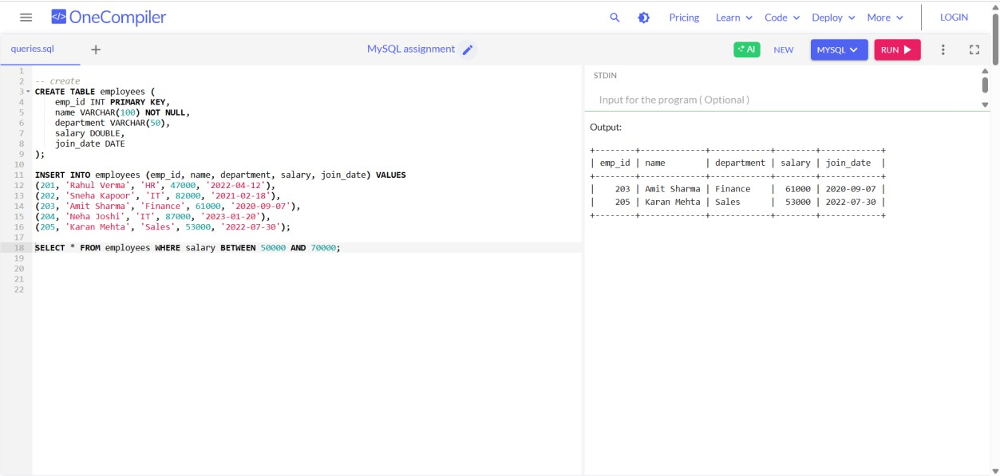 </> OneCompiler
Pricing Learn Code Deploy More LOGIN
queries.sql + MySQL assignment AI NEW MYSQL RUN
1
2 -- create
3 CREATE TABLE employees (
4     emp_id INT PRIMARY KEY,
5     name VARCHAR(100) NOT NULL,
6     department VARCHAR(50),
7     salary DOUBLE,
8     join_date DATE
9 );
10
11 INSERT INTO employees (emp_id, name, department, salary, join_date) VALUES
12 (201, 'Rahul Verma', 'HR', 47000, '2022-04-12'),
13 (202, 'Sneha Kapoor', 'IT', 82000, '2021-02-18'),
14 (203, 'Amit Sharma', 'Finance', 61000, '2020-09-07'),
15 (204, 'Neha Joshi', 'IT', 87000, '2023-01-20'),
16 (205, 'Karan Mehta', 'Sales', 53000, '2022-07-30');
17
18 SELECT * FROM employees WHERE salary BETWEEN 50000 AND 70000;
19
20
21
22
STDIN
Input for the program ( Optional )
Output:
+--------+-------------+------------+--------+------------+
| emp_id | name        | department | salary | join_date  |
+--------+-------------+------------+--------+------------+
|    203 | Amit Sharma | Finance    |  61000 | 2020-09-07 |
|    205 | Karan Mehta | Sales      |  53000 | 2022-07-30 |
+--------+-------------+------------+--------+------------+